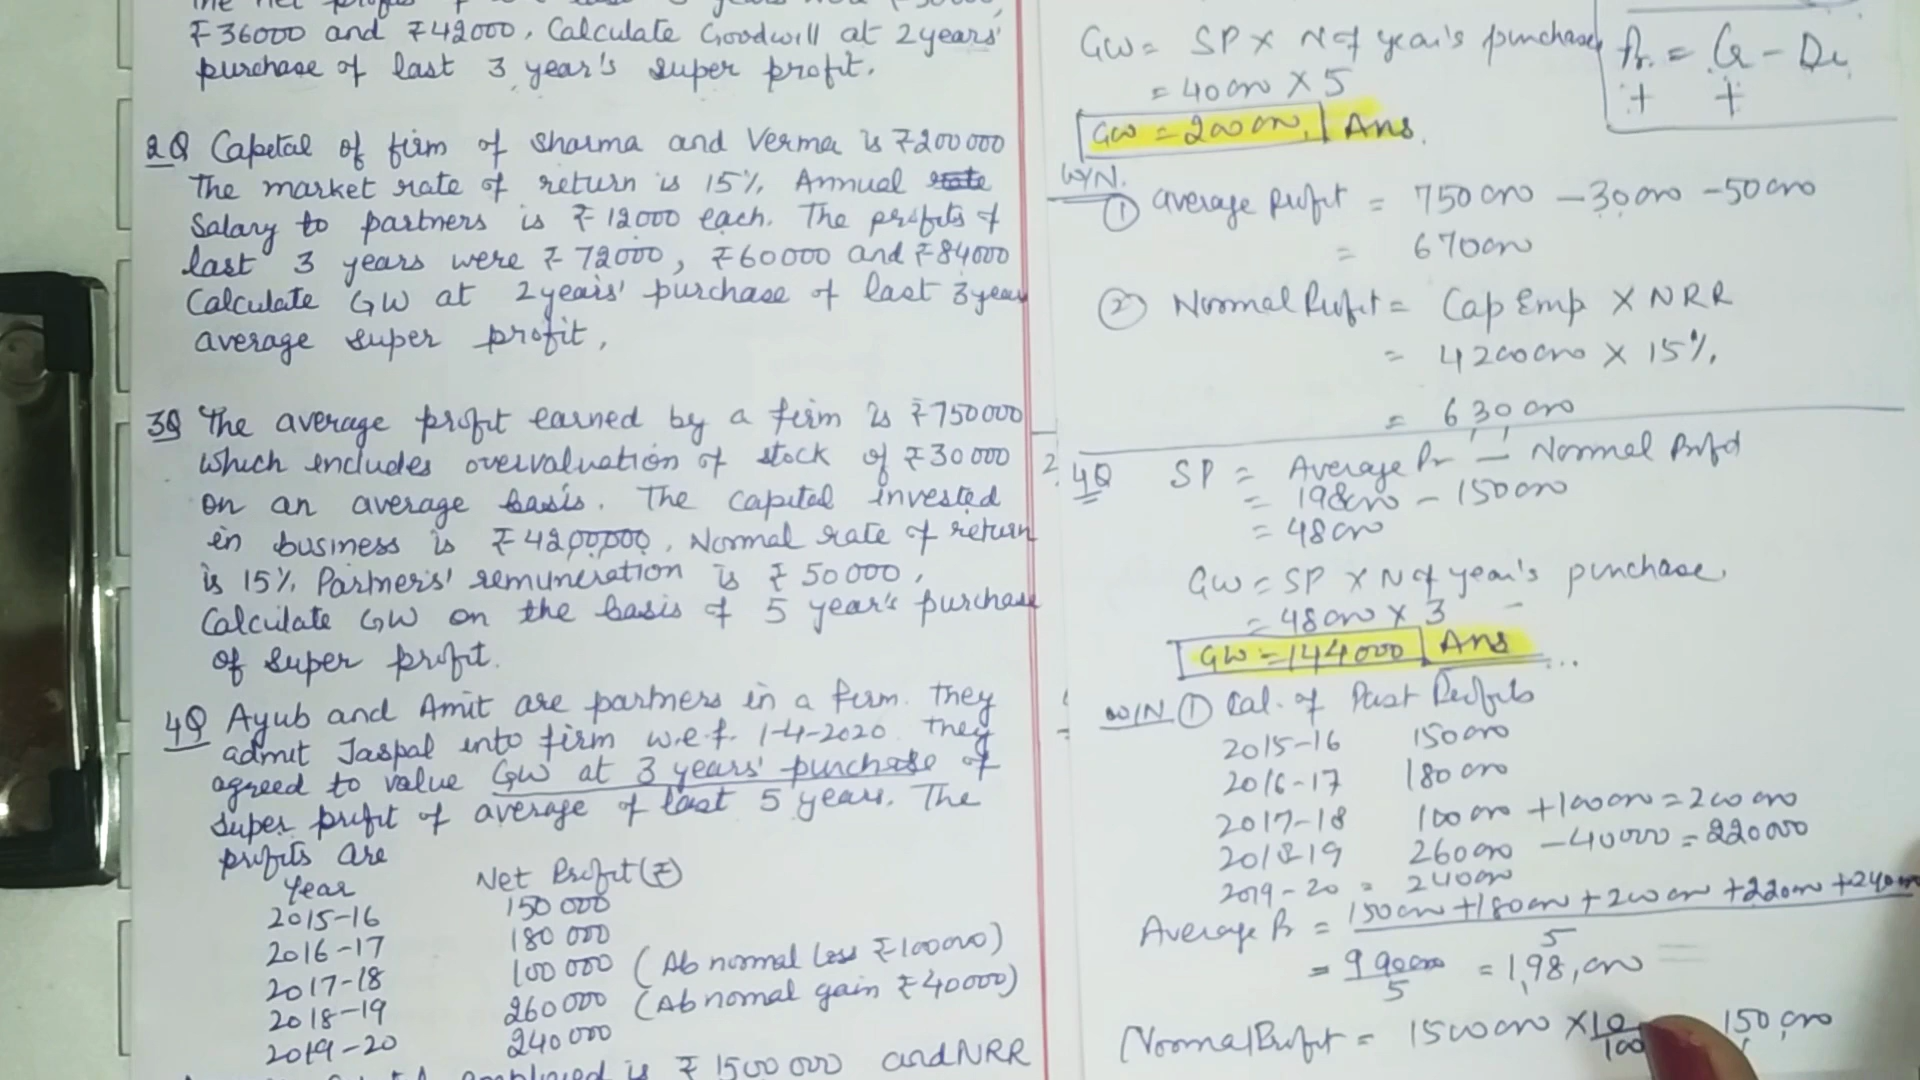 ₹36000 and ₹42000. Calculate Goodwill at 2 years'
purchase of last 3 year's super profit.
2Q Capetal of firm of Sharma and Verma is ₹200000
The market rate of return is 15%. Annual
Salary to partners is ₹12000 each. The profits of
last 3 years were ₹72000, ₹60000 and ₹84000
Calculate GW at 2 years' purchase of last 3 year
average super profit.
3Q The average profit earned by a firm is ₹750000
which includes overvaluation of stock of ₹30000
on an average basis. The capital invested
in business is ₹4200000. Normal rate of return
is 15%. Partners' remuneration is ₹50000.
Calculate GW on the basis of 5 year's purchase
of super profit.
4Q Ayub and Amit are partners in a firm. They
admit Jaspal into firm w.e.f. 1-4-2020. They
agreed to value GW at 3 years' purchase of
super profit of average of last 5 years. The
profits are
Year Net Profit (₹)
2015-16 150000
2016-17 180000
2017-18 100000 (Abnormal loss ₹100000)
2018-19 260000 (Abnomal gain ₹40000)
2019-20 240000
is ₹1500000 and NRR
GW = SP × N of year's purchase
= 40000 × 5
GW = 200000 Ans.
+ +
W/N.
① average profit = 750000 - 30000 - 50000
= 670000
② Normal Profit = Cap Emp × NRR
= 4200000 × 15%
= 630000
4Q SP = Average Pr - Normal Profit
= 198000 - 150000
= 48000
GW = SP × N of year's purchase
= 48000 × 3
GW = 144000 Ans
W/N ① Cal. of Past Profits
2015-16 150000
2016-17 180000
2017-18 100000 + 100000 = 200000
2018-19 260000 - 40000 = 220000
2019-20 = 240000
Average Pr = 150000 + 180000 + 200000 + 220000 + 240000
5
= 990000 = 1,98,000
5
Normal Profit = 1500000 × 10 150,000
100